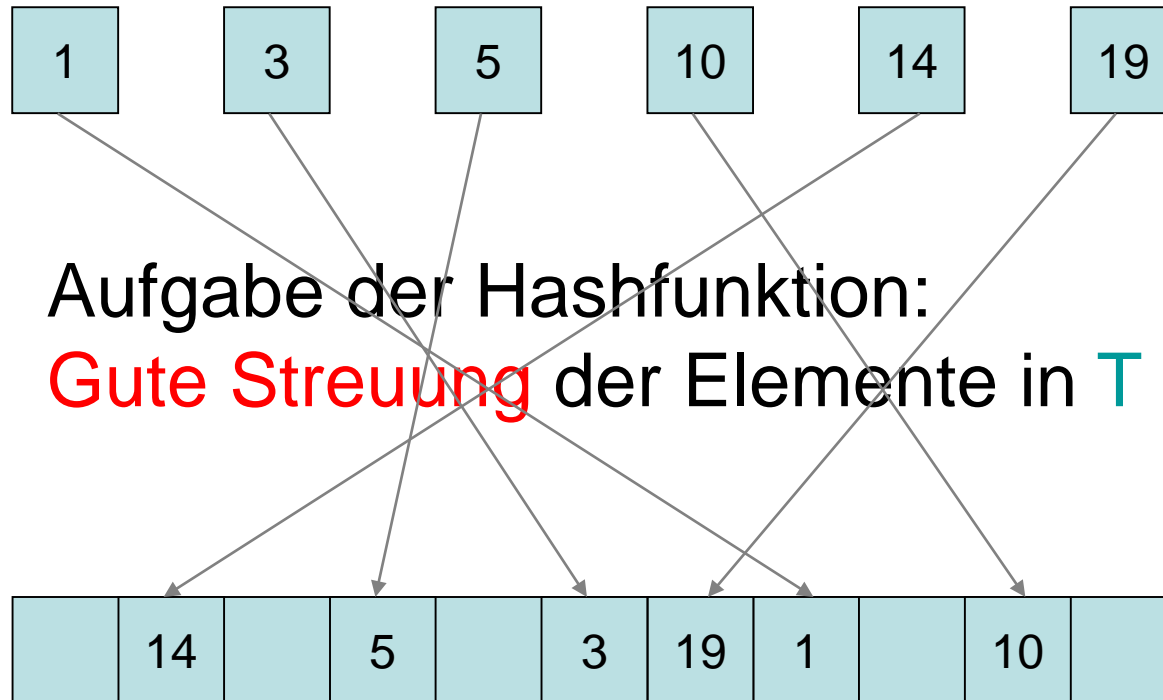 1 3 5 10 14 19
Aufgabe der Hashfunktion:
Gute Streuung der Elemente in T
14 5 3 19 1 10